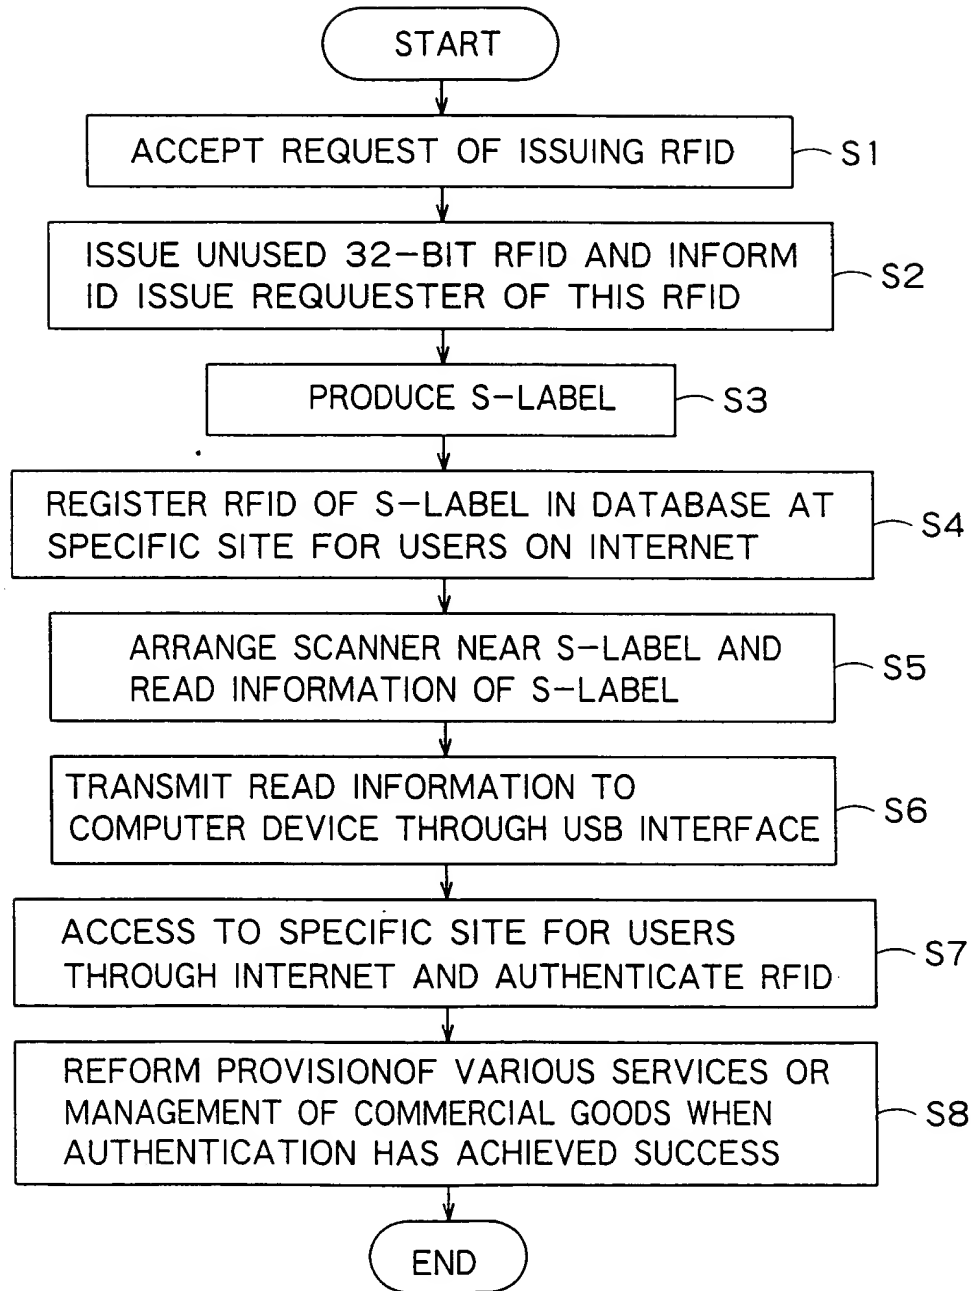 START
ACCEPT REQUEST OF ISSUING RFID
S1
ISSUE UNUSED 32-BIT RFID AND INFORM
ID ISSUE REQUUESTER OF THIS RFID
S2
PRODUCE S-LABEL
S3
REGISTER RFID OF S-LABEL IN DATABASE AT
SPECIFIC SITE FOR USERS ON INTERNET
S4
ARRANGE SCANNER NEAR S-LABEL AND
READ INFORMATION OF S-LABEL
S5
TRANSMIT READ INFORMATION TO
COMPUTER DEVICE THROUGH USB INTERFACE
S6
ACCESS TO SPECIFIC SITE FOR USERS
THROUGH INTERNET AND AUTHENTICATE RFID
S7
REFORM PROVISIONOF VARIOUS SERVICES OR
MANAGEMENT OF COMMERCIAL GOODS WHEN
AUTHENTICATION HAS ACHIEVED SUCCESS
S8
END